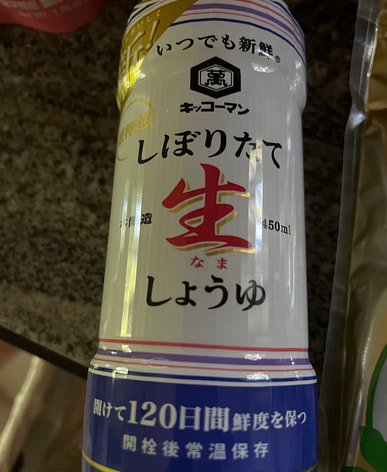 いつでも新鮮®
萬
キッコーマン
しぼりたて
生
450ml
なま
しょうゆ
開けて120日間鮮度を保つ
開栓後常温保存